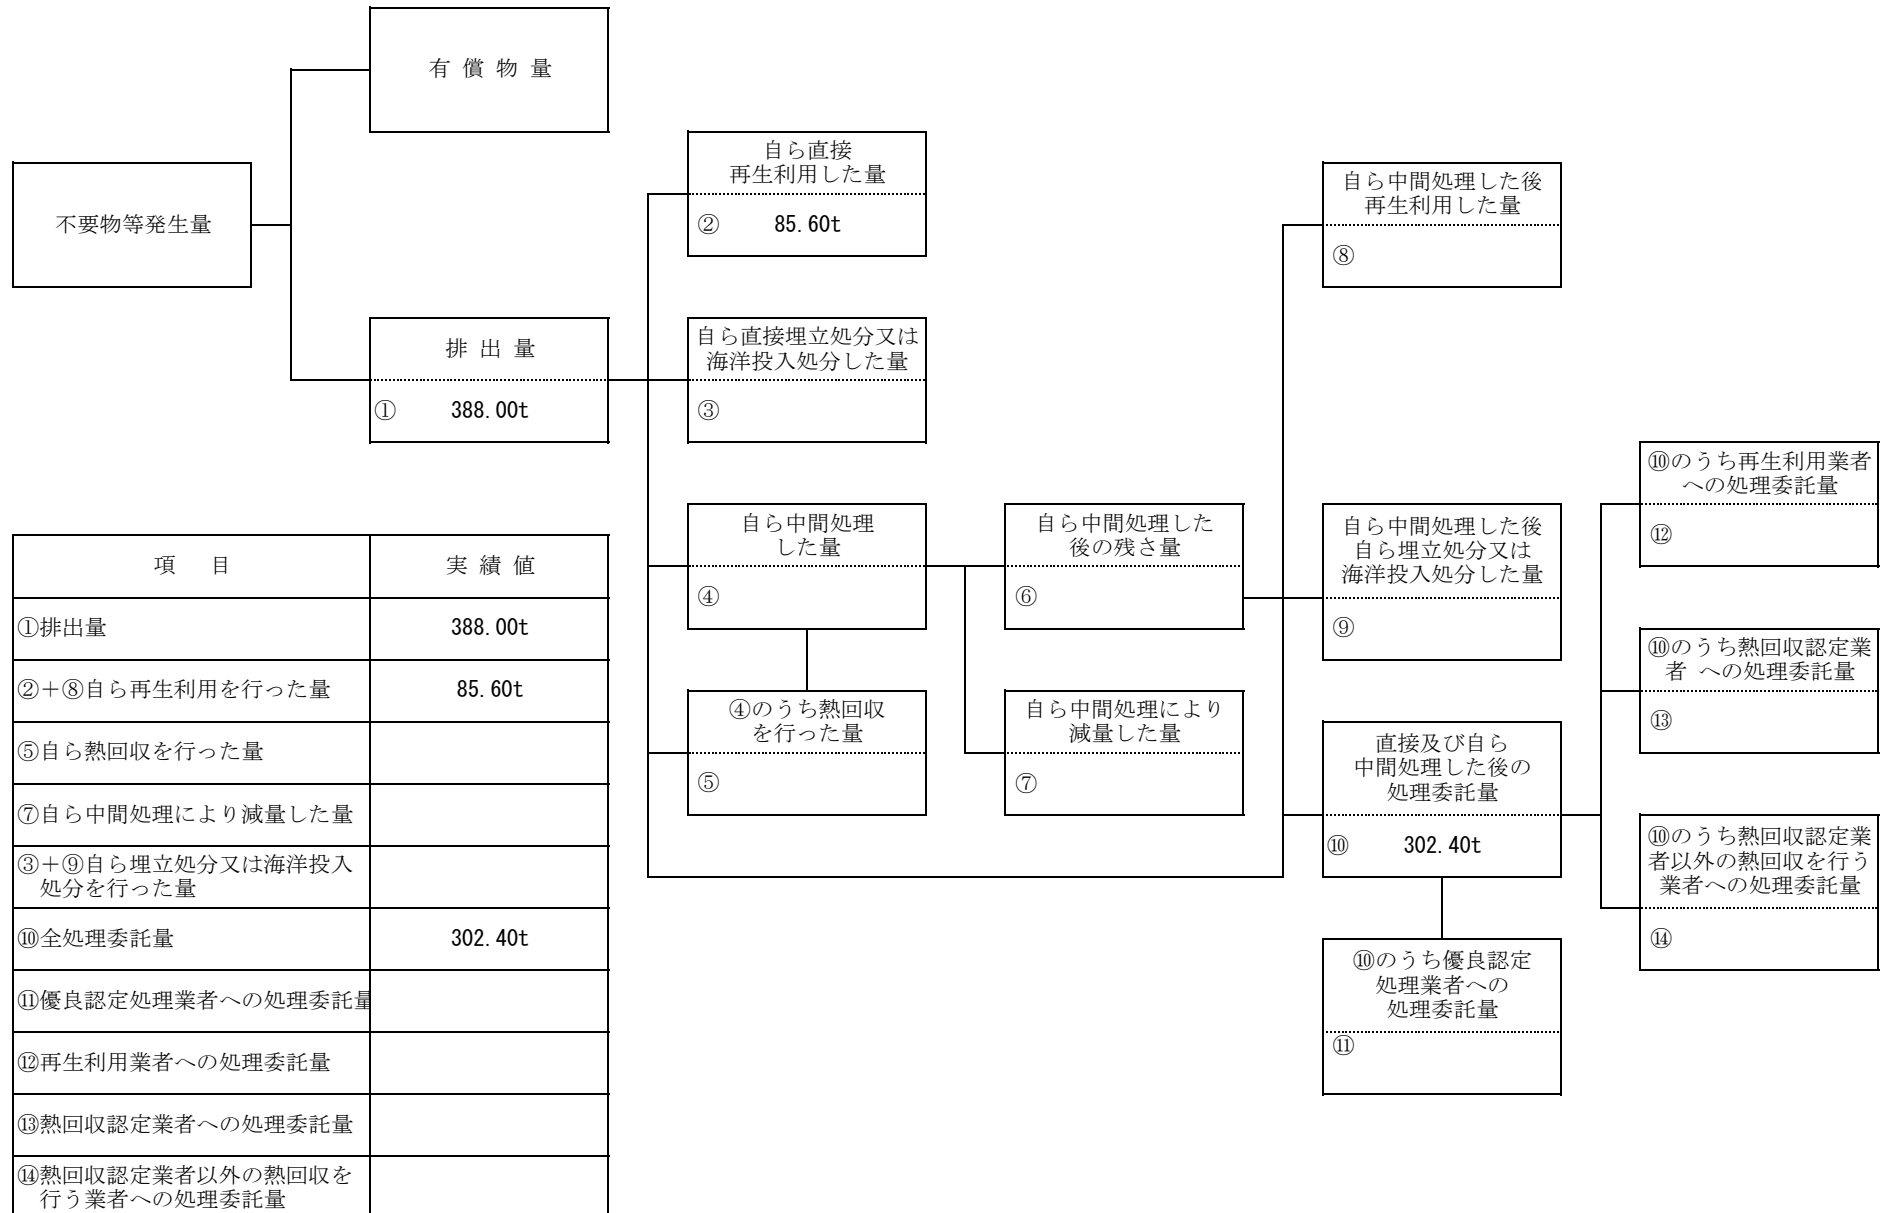 有 償 物 量
不要物等発生量
排 出 量
① 388.00t
自ら直接
再生利用した量
② 85.60t
自ら直接埋立処分又は
海洋投入処分した量
③
自ら中間処理
した量
④
④のうち熱回収
を行った量
⑤
自ら中間処理した
後の残さ量
⑥
自ら中間処理により
減量した量
⑦
自ら中間処理した後
再生利用した量
⑧
自ら中間処理した後
自ら埋立処分又は
海洋投入処分した量
⑨
直接及び自ら
中間処理した後の
処理委託量
⑩ 302.40t
⑩のうち優良認定
処理業者への
処理委託量
⑪
⑩のうち再生利用業者
への処理委託量
⑫
⑩のうち熱回収認定業
者 への処理委託量
⑬
⑩のうち熱回収認定業
者以外の熱回収を行う
業者への処理委託量
⑭
項 目 実 績 値
①排出量 388.00t
②＋⑧自ら再生利用を行った量 85.60t
⑤自ら熱回収を行った量
⑦自ら中間処理により減量した量
③＋⑨自ら埋立処分又は海洋投入
処分を行った量
⑩全処理委託量 302.40t
⑪優良認定処理業者への処理委託量
⑫再生利用業者への処理委託量
⑬熱回収認定業者への処理委託量
⑭熱回収認定業者以外の熱回収を
行う業者への処理委託量